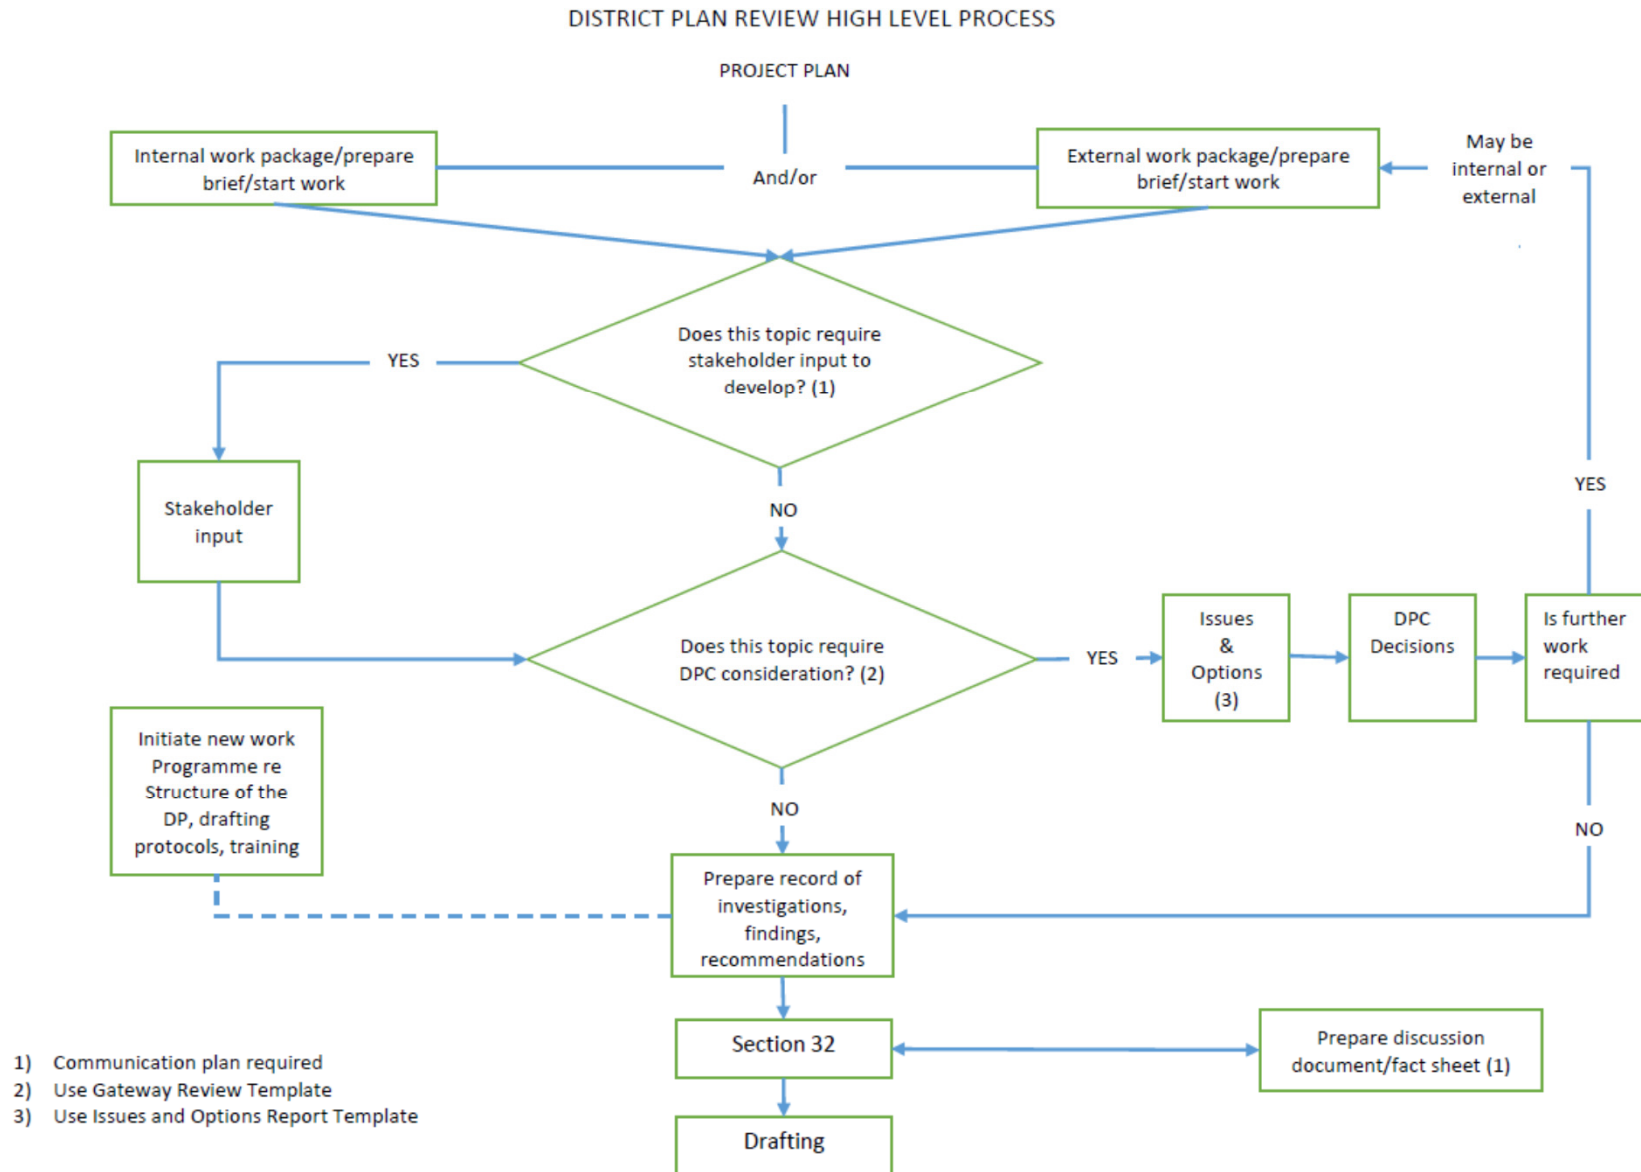 DISTRICT PLAN REVIEW HIGH LEVEL PROCESS
PROJECT PLAN
Internal work package/prepare
brief/start work
And/or
External work package/prepare
brief/start work
May be
internal or
external
Does this topic require
stakeholder input to
develop? (1)
YES
Stakeholder
input
NO
YES
Does this topic require
DPC consideration? (2)
YES
Issues
&
Options
(3)
DPC
Decisions
Is further
work
required
Initiate new work
Programme re
Structure of the
DP, drafting
protocols, training
NO
NO
Prepare record of
investigations,
findings,
recommendations
Section 32
Prepare discussion
document/fact sheet (1)
Drafting
1) Communication plan required
2) Use Gateway Review Template
3) Use Issues and Options Report Template